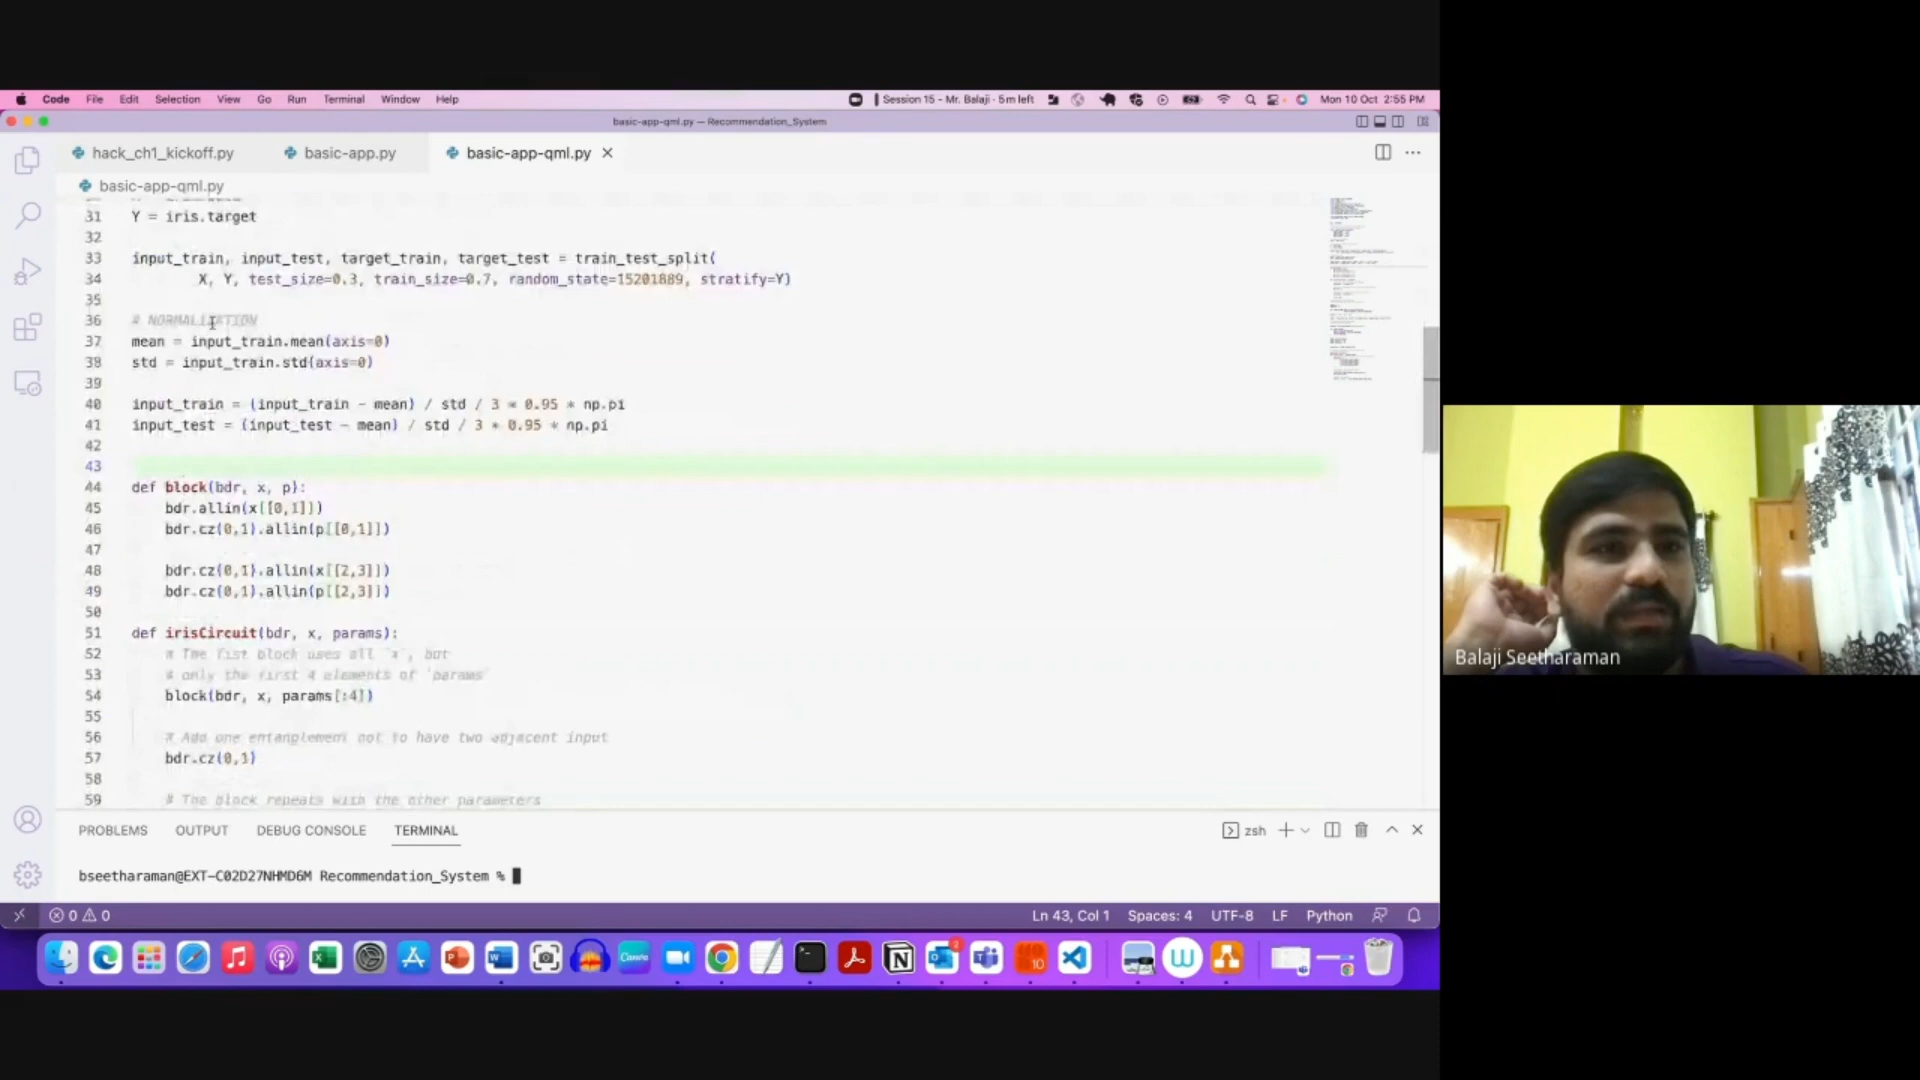 Code File Edit Selection View Go Run Terminal Window Help
Session 15 - Mr. Balaji · 5m left
Mon 10 Oct 2:55 PM
basic-app-qml.py — Recommendation_System
hack_ch1_kickoff.py
basic-app.py
basic-app-qml.py
basic-app-qml.py
31 Y = iris.target
32
33 input_train, input_test, target_train, target_test = train_test_split(
34 X, Y, test_size=0.3, train_size=0.7, random_state=15201889, stratify=Y)
35
36 # NORMALIZATION
37 mean = input_train.mean(axis=0)
38 std = input_train.std(axis=0)
39
40 input_train = (input_train - mean) / std / 3 * 0.95 * np.pi
41 input_test = (input_test - mean) / std / 3 * 0.95 * np.pi
42
43
44 def block(bdr, x, p):
45 bdr.allin(x[[0,1]])
46 bdr.cz(0,1).allin(p[[0,1]])
47
48 bdr.cz(0,1).allin(x[[2,3]])
49 bdr.cz(0,1).allin(p[[2,3]])
50
51 def irisCircuit(bdr, x, params):
52 # The fist block uses all `x`, but
53 # only the first 4 elements of `params`
54 block(bdr, x, params[:4])
55
56 # Add one entanglement not to have two adjacent input
57 bdr.cz(0,1)
58
59 # The block repeats with the other parameters
PROBLEMS OUTPUT DEBUG CONSOLE TERMINAL
zsh
bseetharaman@EXT-C02D27NHMD6M Recommendation_System %
0 0
Ln 43, Col 1 Spaces: 4 UTF-8 LF Python
Balaji Seetharaman